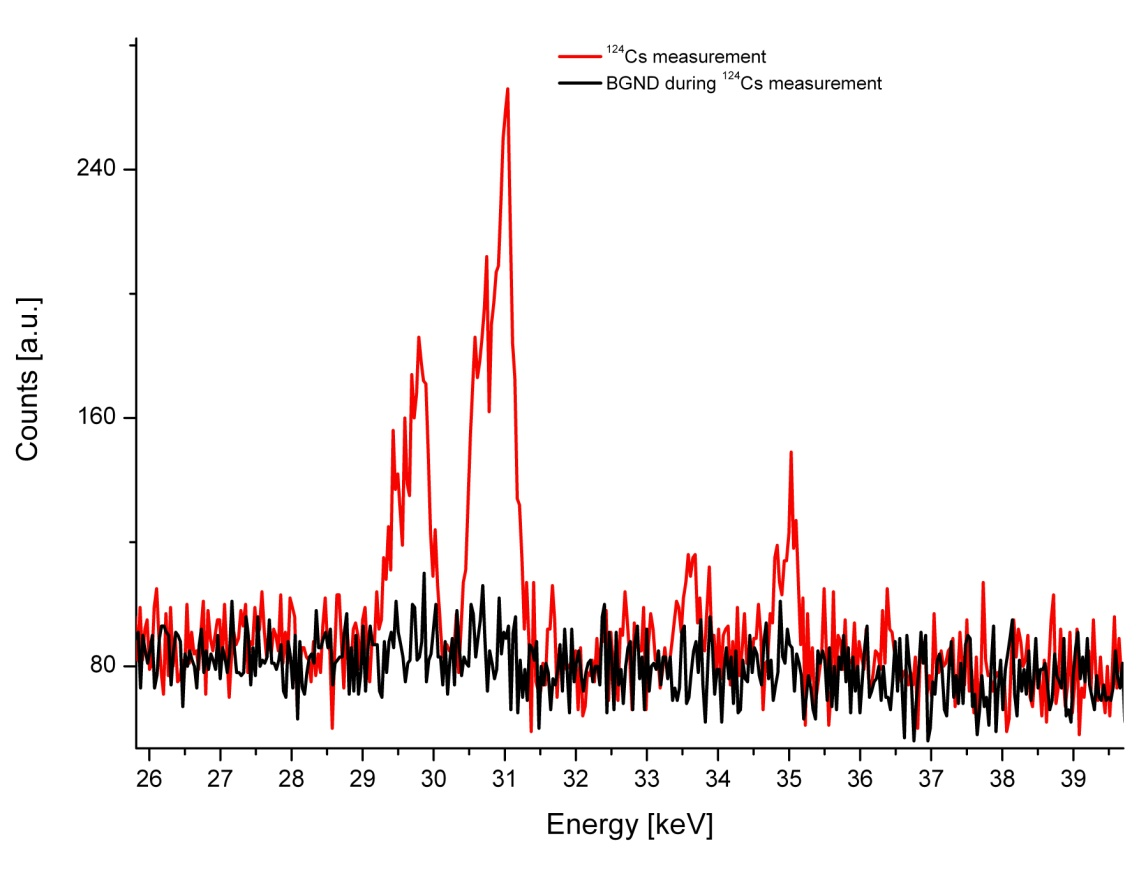 ¹²⁴Cs measurement
BGND during ¹²⁴Cs measurement
240
160
80
Counts [a.u.]
26 27 28 29 30 31 32 33 34 35 36 37 38 39
Energy [keV]